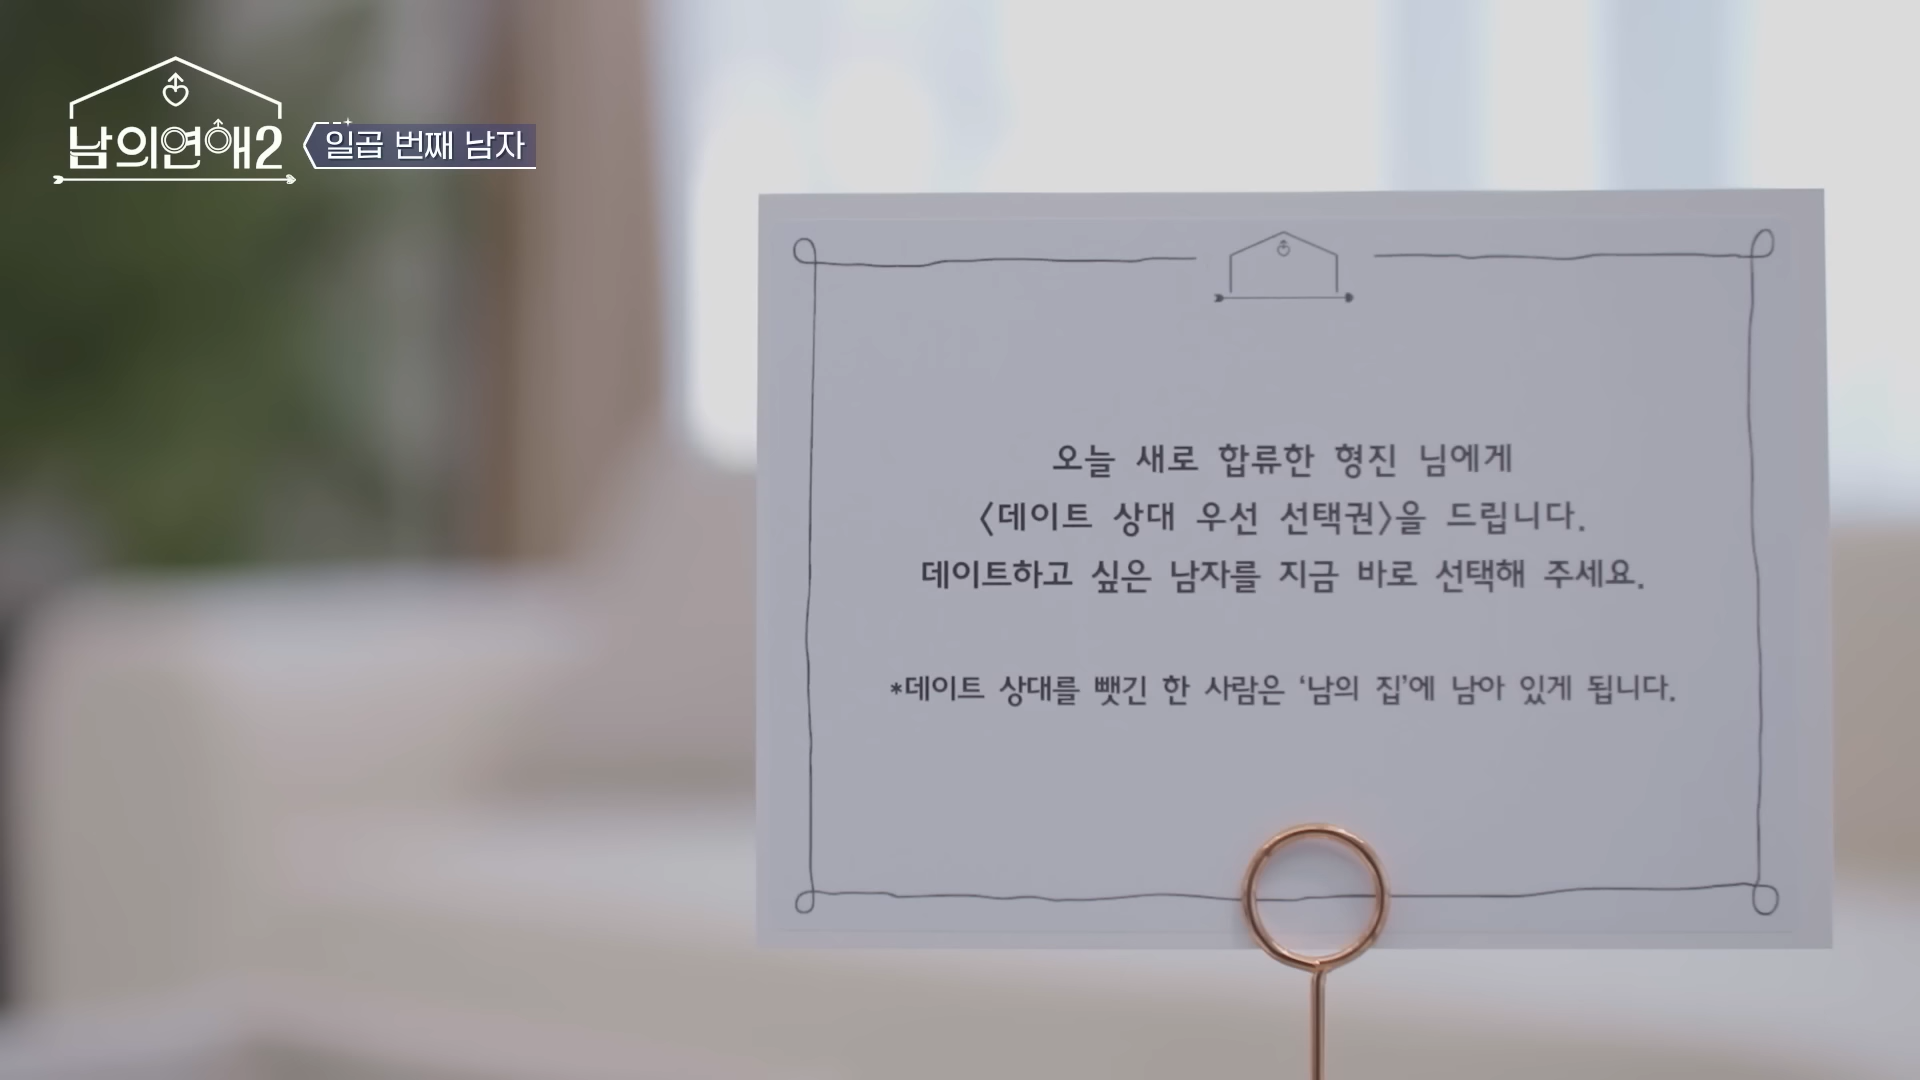 남의연애2
일곱 번째 남자
오늘 새로 합류한 형진 님에게
〈데이트 상대 우선 선택권〉을 드립니다.
데이트하고 싶은 남자를 지금 바로 선택해 주세요.
*데이트 상대를 뺏긴 한 사람은 ‘남의 집’에 남아 있게 됩니다.